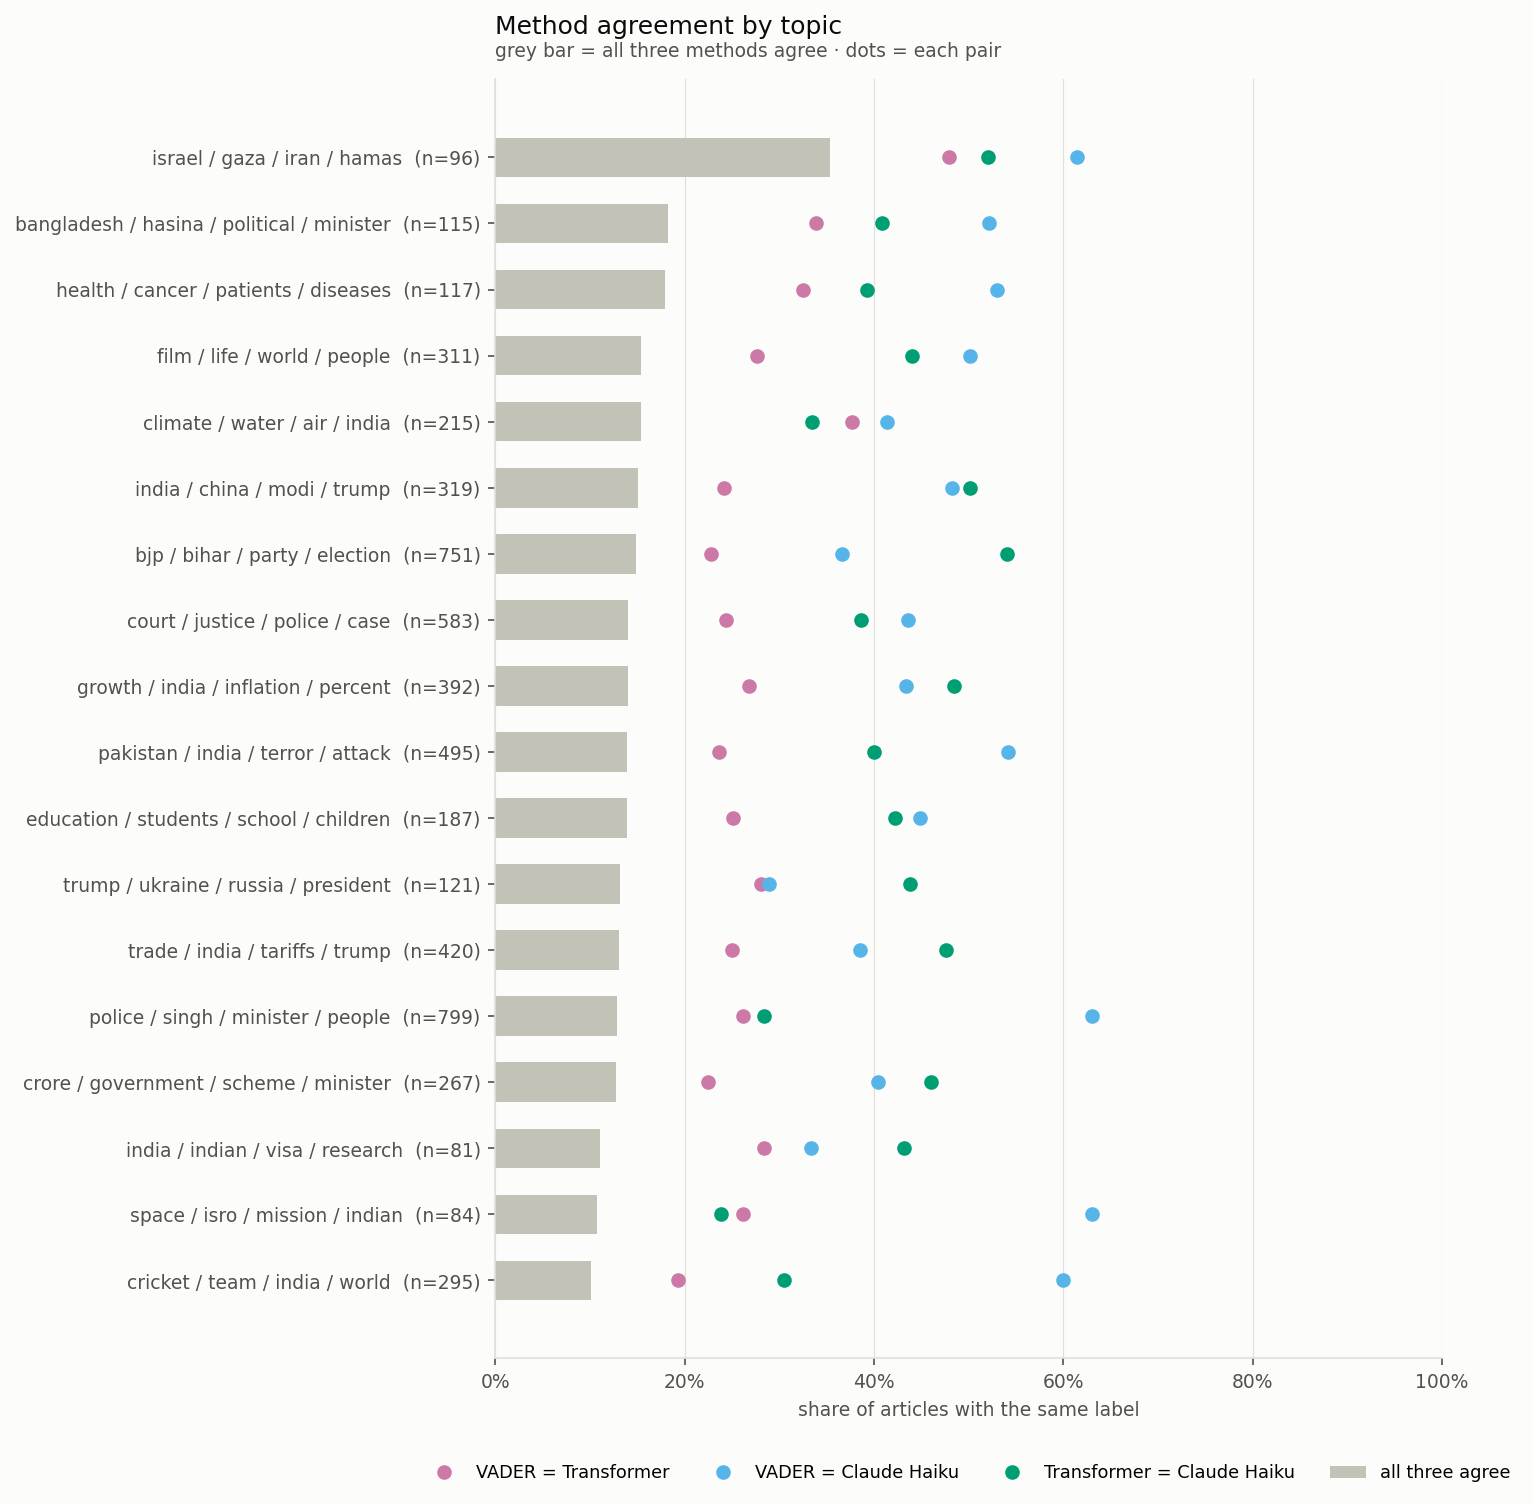 Method agreement by topic
grey bar = all three methods agree · dots = each pair
israel / gaza / iran / hamas (n=96)
bangladesh / hasina / political / minister (n=115)
health / cancer / patients / diseases (n=117)
film / life / world / people (n=311)
climate / water / air / india (n=215)
india / china / modi / trump (n=319)
bjp / bihar / party / election (n=751)
court / justice / police / case (n=583)
growth / india / inflation / percent (n=392)
pakistan / india / terror / attack (n=495)
education / students / school / children (n=187)
trump / ukraine / russia / president (n=121)
trade / india / tariffs / trump (n=420)
police / singh / minister / people (n=799)
crore / government / scheme / minister (n=267)
india / indian / visa / research (n=81)
space / isro / mission / indian (n=84)
cricket / team / india / world (n=295)
0% 20% 40% 60% 80% 100%
share of articles with the same label
VADER = Transformer VADER = Claude Haiku Transformer = Claude Haiku all three agree